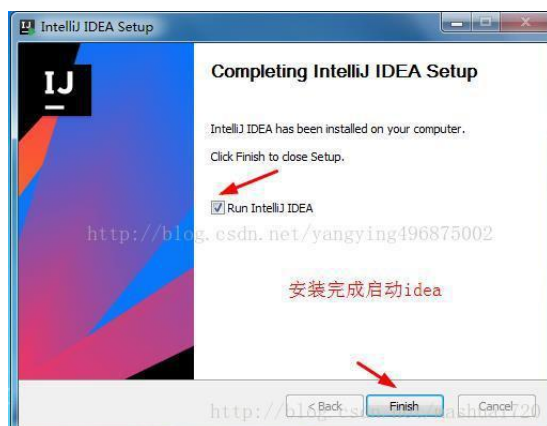 IntelliJ IDEA Setup
IJ
Completing IntelliJ IDEA Setup
IntelliJ IDEA has been installed on your computer.
Click Finish to close Setup.
Run IntelliJ IDEA
http://blog.csdn.net/yangying496875002
安装完成启动idea
< Back Finish Cancel